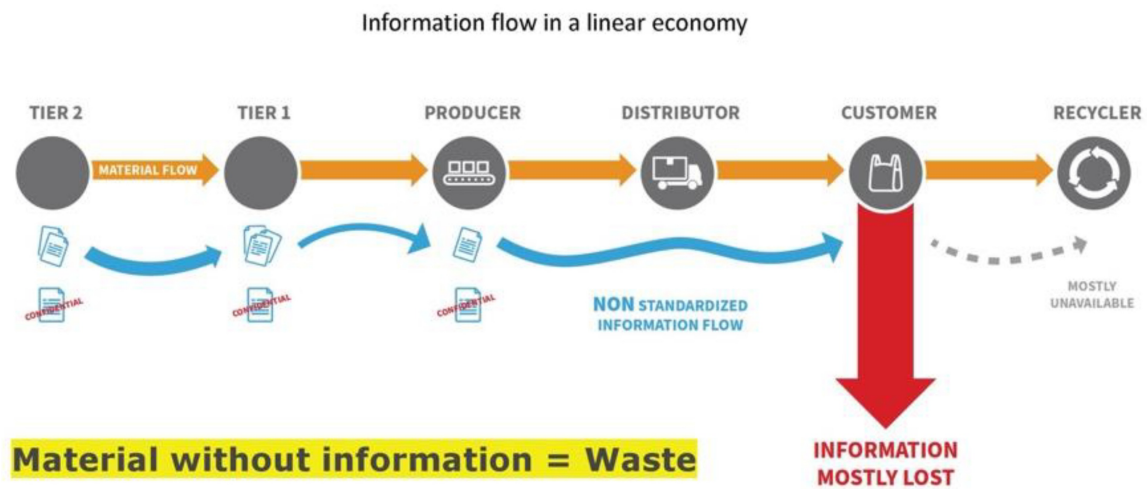 Information flow in a linear economy
TIER 2
TIER 1
PRODUCER
DISTRIBUTOR
CUSTOMER
RECYCLER
MATERIAL FLOW
CONFIDENTIAL
CONFIDENTIAL
CONFIDENTIAL
NON STANDARDIZED
INFORMATION FLOW
MOSTLY
UNAVAILABLE
Material without information = Waste
INFORMATION
MOSTLY LOST